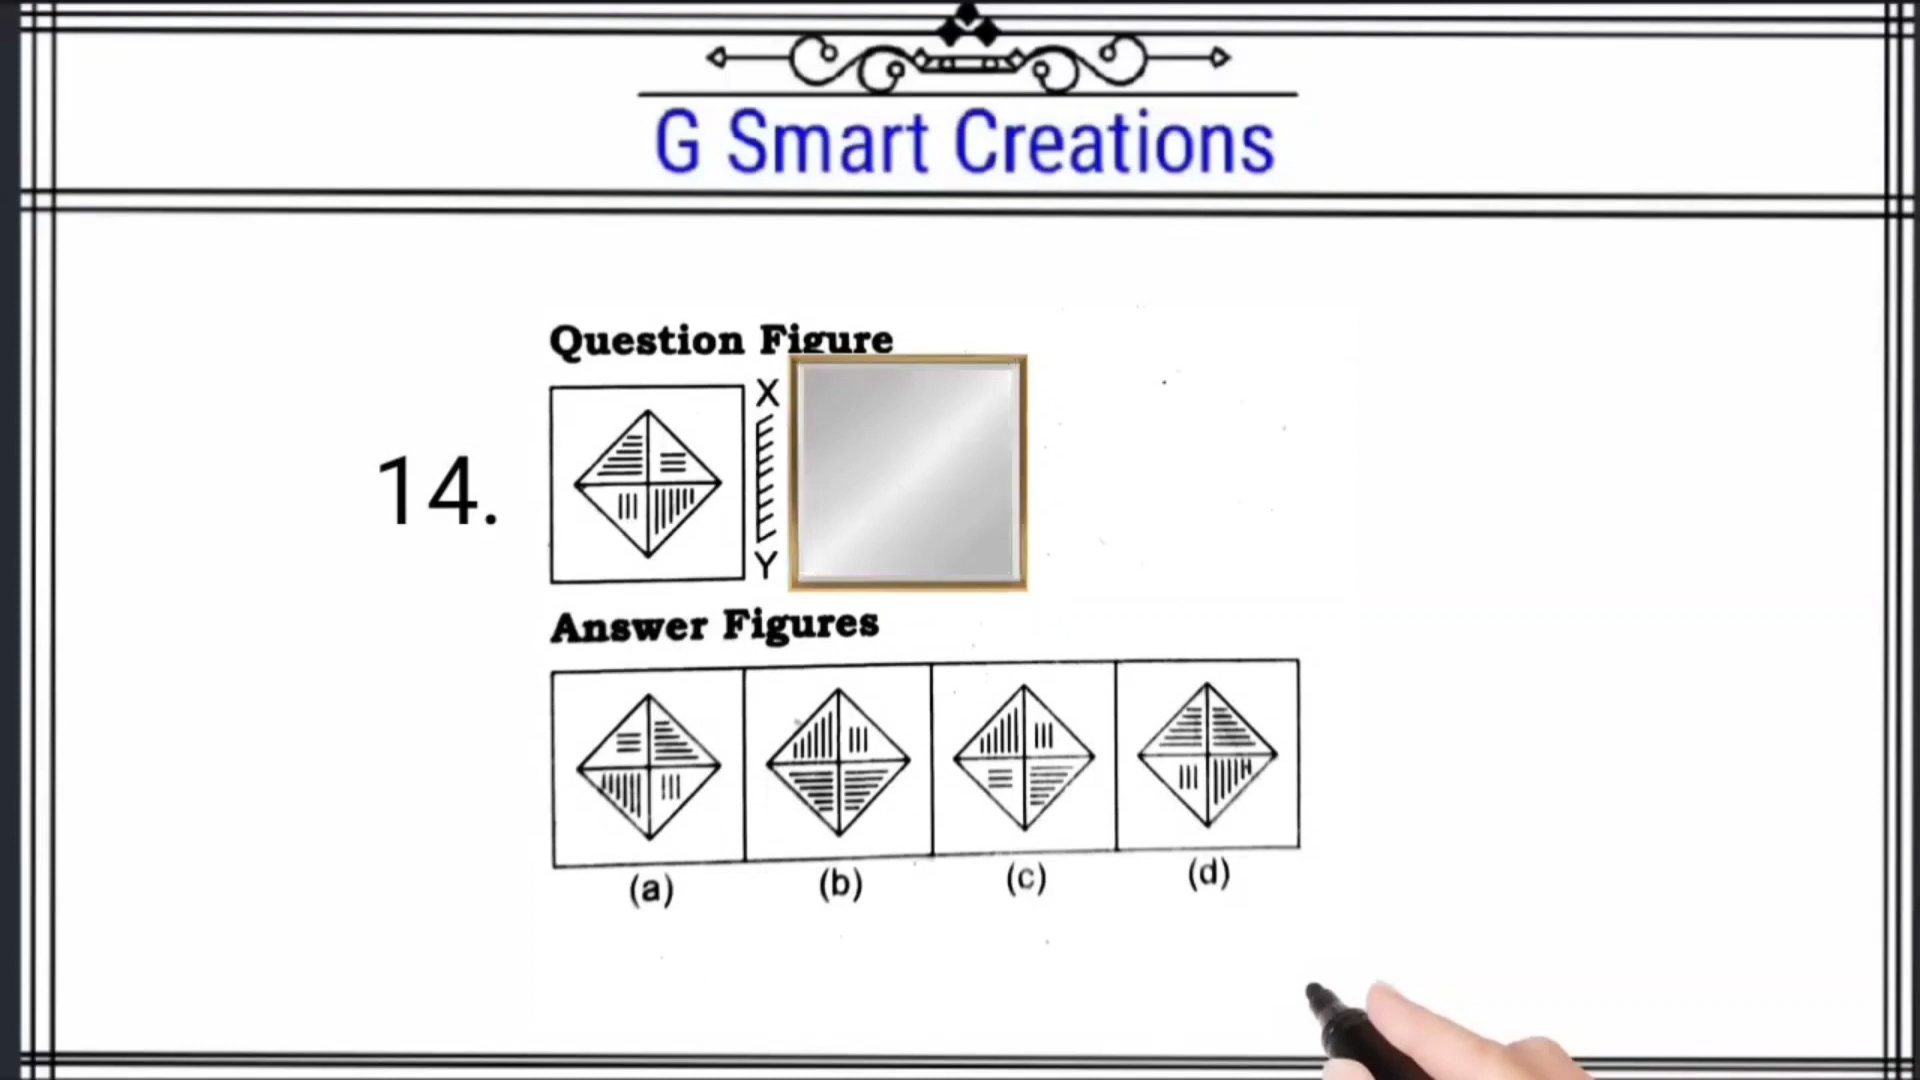 G Smart Creations
Question Figure
X
14.
Y
Answer Figures
(a) (b) (c) (d)